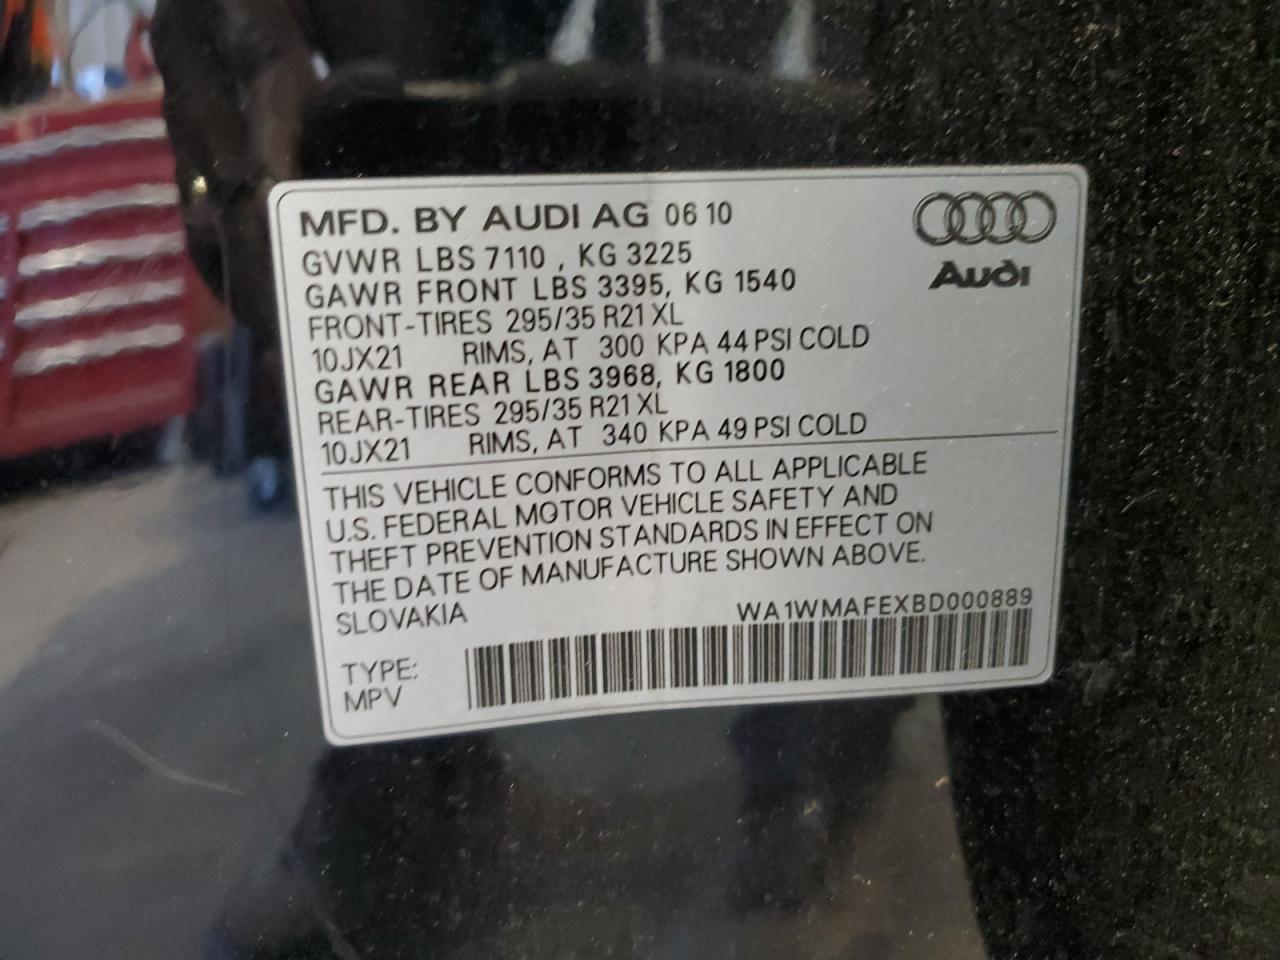 MFD. BY AUDI AG 06 10
GVWR LBS 7110 , KG 3225
GAWR FRONT LBS 3395, KG 1540
FRONT-TIRES 295/35 R21 XL
10JX21 RIMS, AT 300 KPA 44 PSI COLD
GAWR REAR LBS 3968, KG 1800
REAR-TIRES 295/35 R21 XL
10JX21 RIMS, AT 340 KPA 49 PSI COLD
Audi
THIS VEHICLE CONFORMS TO ALL APPLICABLE
U.S. FEDERAL MOTOR VEHICLE SAFETY AND
THEFT PREVENTION STANDARDS IN EFFECT ON
THE DATE OF MANUFACTURE SHOWN ABOVE.
SLOVAKIA WA1WMAFEXBD000889
TYPE:
MPV